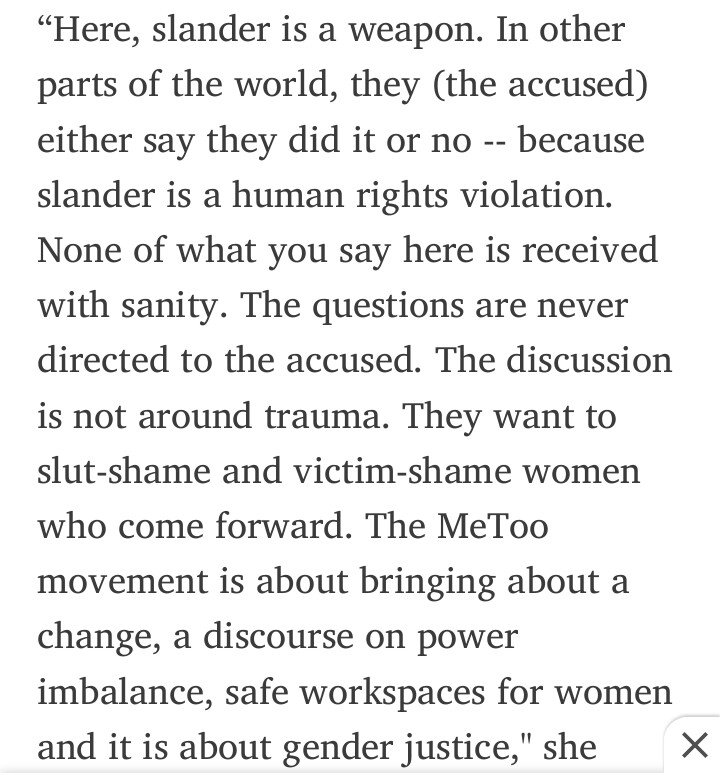 “Here, slander is a weapon. In other
parts of the world, they (the accused)
either say they did it or no -- because
slander is a human rights violation.
None of what you say here is received
with sanity. The questions are never
directed to the accused. The discussion
is not around trauma. They want to
slut-shame and victim-shame women
who come forward. The MeToo
movement is about bringing about a
change, a discourse on power
imbalance, safe workspaces for women
and it is about gender justice," she